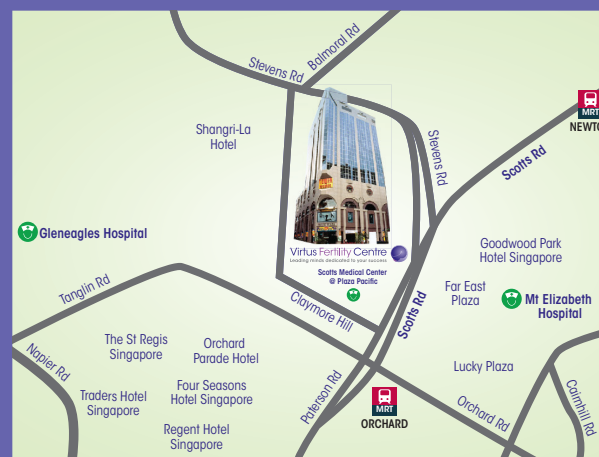 Balmoral Rd
Stevens Rd
MRT
NEWTO
Shangri-La
Hotel
Stevens Rd
Scotts Rd
Gleneagles Hospital
Virtus Fertility Centre
Leading minds dedicated to your success
Goodwood Park
Hotel Singapore
Scotts Medical Center
@ Plaza Pacific
Tanglin Rd
Claymore Hill
Scotts Rd
Far East
Plaza
Mt Elizabeth
Hospital
The St Regis
Singapore
Orchard
Parade Hotel
Napier Rd
Lucky Plaza
Traders Hotel
Singapore
Four Seasons
Hotel Singapore
Paterson Rd
MRT
ORCHARD
Orchard Rd
Cairnhill Rd
Regent Hotel
Singapore